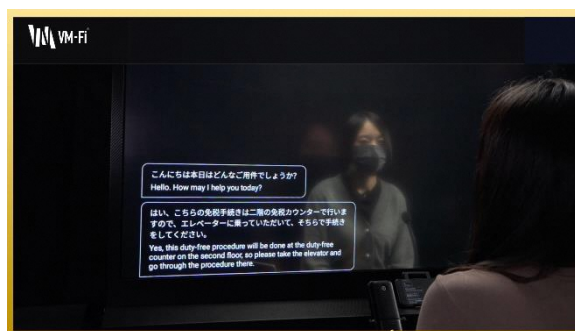 VM-Fi
こんにちは本日はどんなご用件でしょうか?
Hello. How may I help you today?
はい、こちらの免税手続きは二階の免税カウンターで行いま
すので、エレベーターに乗っていただいて、そちらで手続き
をしてください。
Yes, this duty-free procedure will be done at the duty-free
counter on the second floor, so please take the elevator and
go through the procedure there.